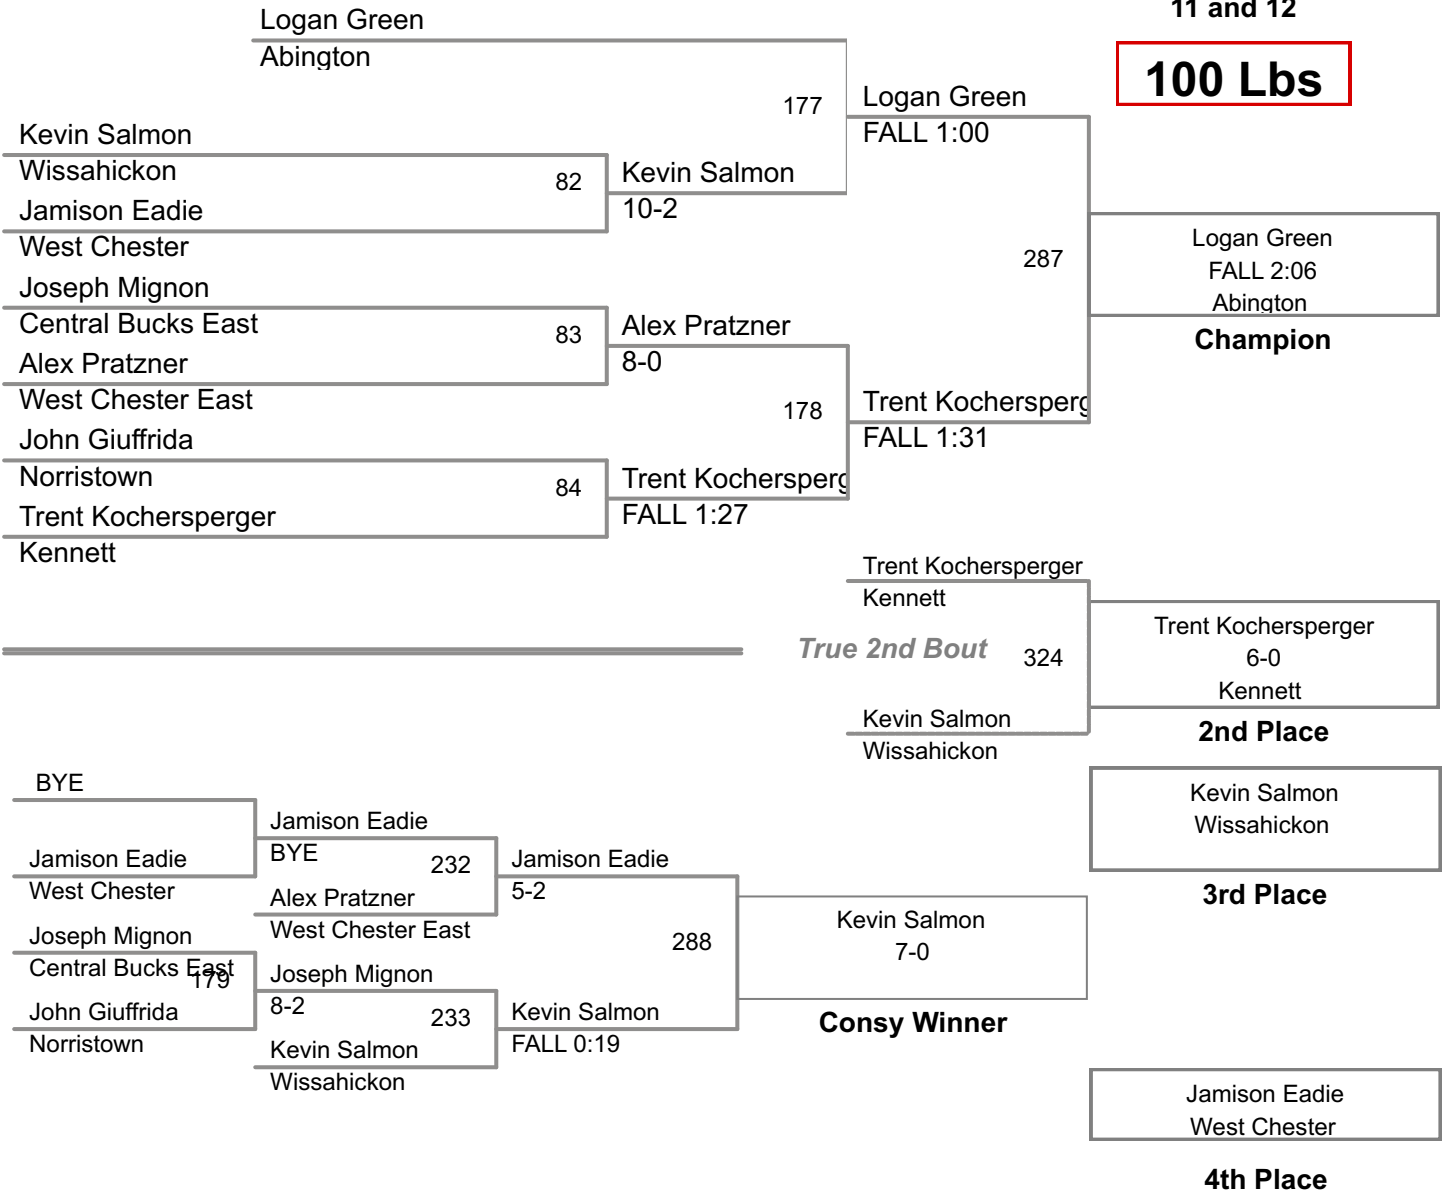 11 and 12
100 Lbs
Logan Green
Abington
177
Logan Green
FALL 1:00
Kevin Salmon
Wissahickon
82
Kevin Salmon
10-2
Jamison Eadie
West Chester
287
Logan Green
FALL 2:06
Abington
Champion
Joseph Mignon
Central Bucks East
83
Alex Pratzner
8-0
Alex Pratzner
West Chester East
178
Trent Kochersperg
FALL 1:31
John Giuffrida
Norristown
84
Trent Kochersperg
FALL 1:27
Trent Kochersperger
Kennett
Trent Kochersperger
Kennett
True 2nd Bout
324
Trent Kochersperger
6-0
Kennett
2nd Place
Kevin Salmon
Wissahickon
Kevin Salmon
Wissahickon
3rd Place
BYE
Jamison Eadie
BYE
232
Jamison Eadie
5-2
Jamison Eadie
West Chester
Alex Pratzner
West Chester East
288
Kevin Salmon
7-0
Consy Winner
Joseph Mignon
Central Bucks East
179
Joseph Mignon
8-2
233
Kevin Salmon
FALL 0:19
John Giuffrida
Norristown
Kevin Salmon
Wissahickon
Jamison Eadie
West Chester
4th Place